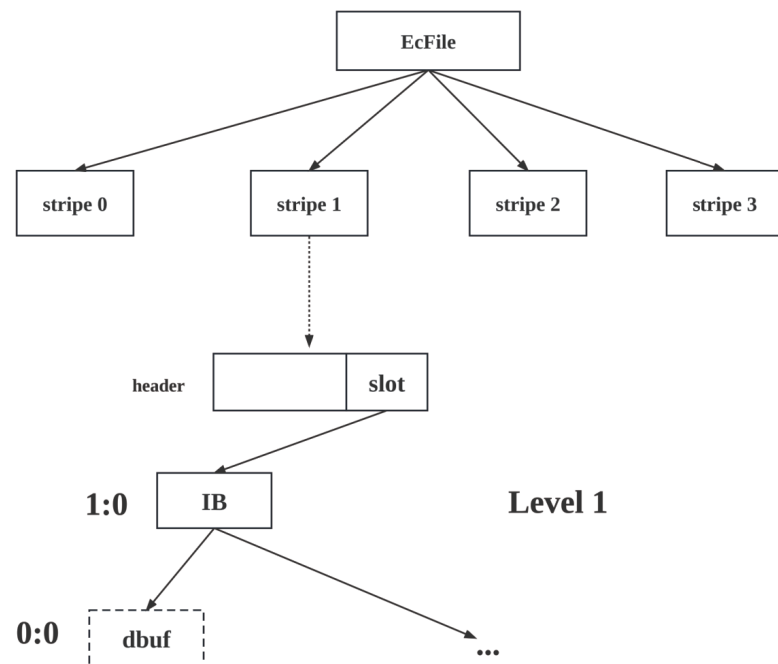 EcFile
stripe 0
stripe 1
stripe 2
stripe 3
header
slot
1:0
IB
Level 1
0:0
dbuf
...